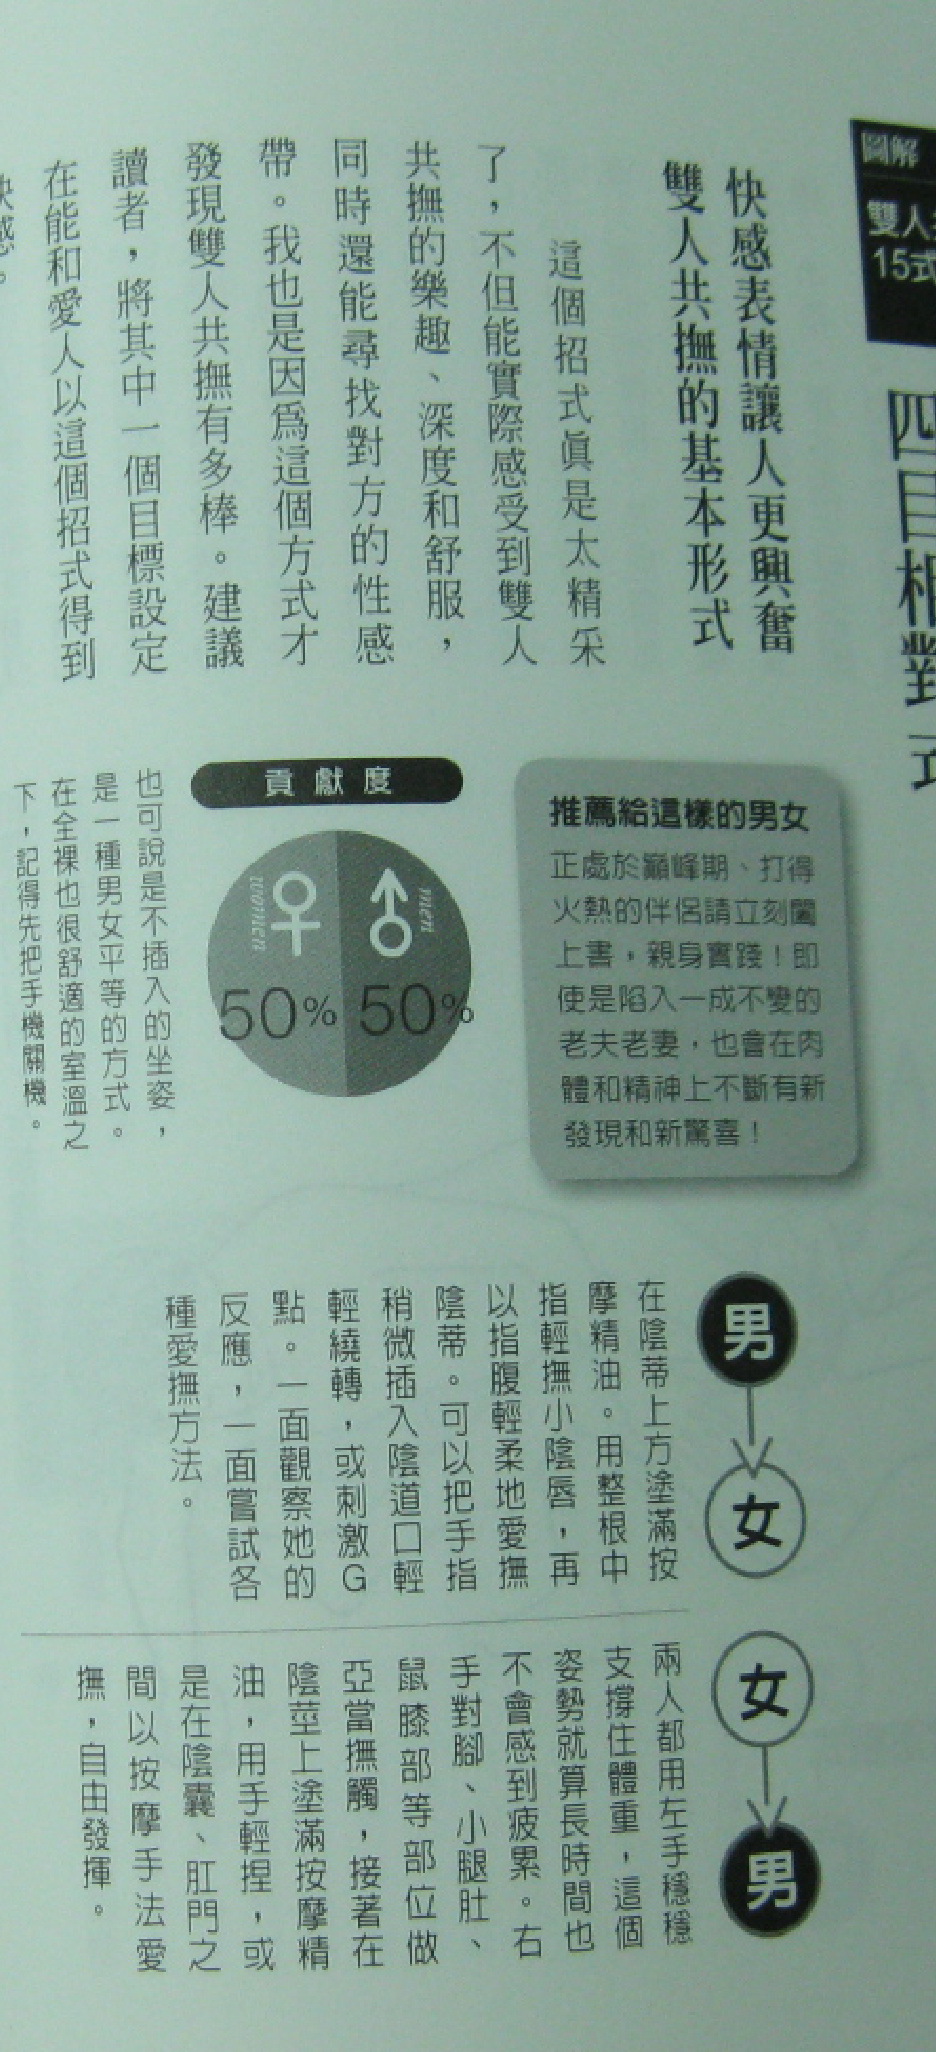 圖解
雙人
15式
四目相對
快感表情讓人更興奮
雙人共撫的基本形式
這個招式真是太精采
了，不但能實際感受到雙人
共撫的樂趣、深度和舒服，
同時還能尋找對方的性感
帶。我也是因為這個方式才
發現雙人共撫有多棒。建議
讀者，將其中一個目標設定
在能和愛人以這個招式得到
快感。
推薦給這樣的男女
正處於巔峰期、打得
火熱的伴侶請立刻闔
上書，親身實踐！即
使是陷入一成不變的
老夫老妻，也會在肉
體和精神上不斷有新
發現和新驚喜！
貢獻度
men
50%
women
50%
也可說是不插入的坐姿，
是一種男女平等的方式。
在全裸也很舒適的室溫之
下，記得先把手機關機。
男
女
在陰蒂上方塗滿按
摩精油。用整根中
指輕撫小陰唇，再
以指腹輕柔地愛撫
陰蒂。可以把手指
稍微插入陰道口輕
輕繞轉，或刺激G
點。一面觀察她的
反應，一面嘗試各
種愛撫方法。
女
男
兩人都用左手穩穩
支撐住體重，這個
姿勢就算長時間也
不會感到疲累。右
手對腳、小腿肚、
鼠膝部等部位做
亞當撫觸，接著在
陰莖上塗滿按摩精
油，用手輕捏，或
是在陰囊、肛門之
間以按摩手法愛
撫，自由發揮。